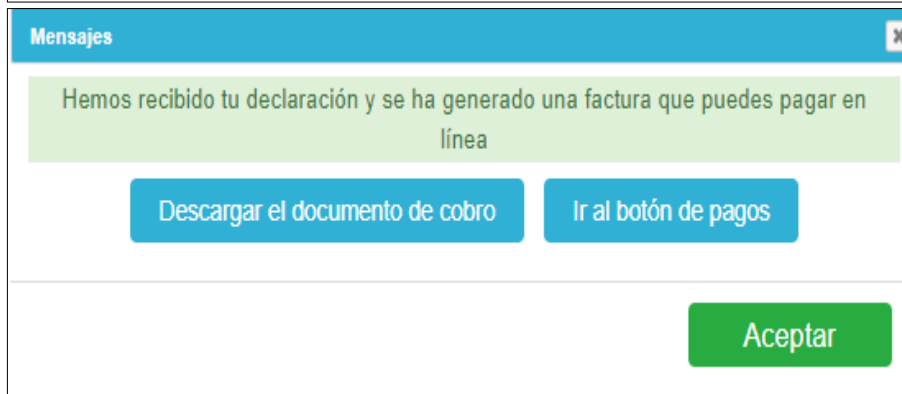 Mensajes
Hemos recibido tu declaración y se ha generado una factura que puedes pagar en
línea
Descargar el documento de cobro
Ir al botón de pagos
Aceptar